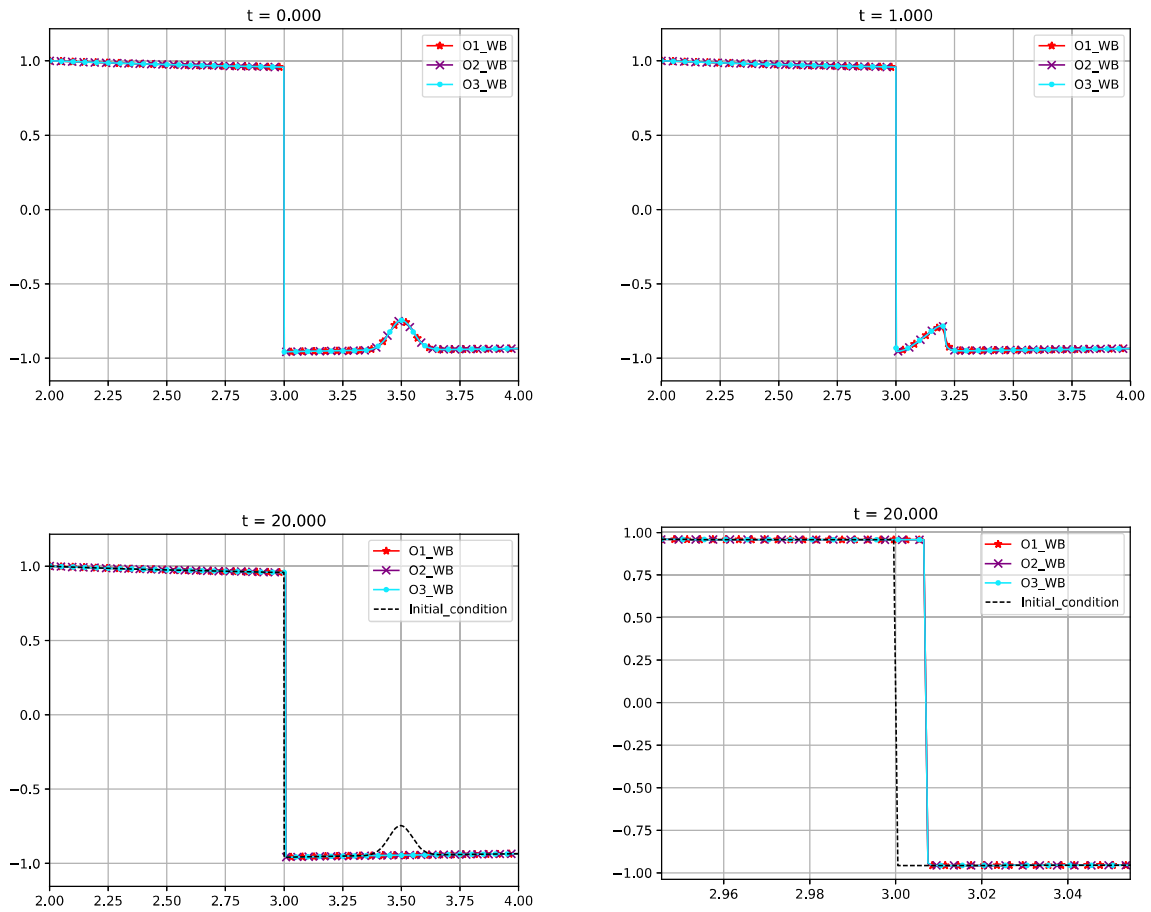 t = 0.000
1.0
0.5
0.0
−0.5
−1.0
2.00 2.25 2.50 2.75 3.00 3.25 3.50 3.75 4.00
O1_WB
O2_WB
O3_WB
t = 1.000
1.0
0.5
0.0
−0.5
−1.0
2.00 2.25 2.50 2.75 3.00 3.25 3.50 3.75 4.00
O1_WB
O2_WB
O3_WB
t = 20.000
1.0
0.5
0.0
−0.5
−1.0
2.00 2.25 2.50 2.75 3.00 3.25 3.50 3.75 4.00
O1_WB
O2_WB
O3_WB
Initial_condition
t = 20.000
1.00
0.75
0.50
0.25
0.00
−0.25
−0.50
−0.75
−1.00
2.96 2.98 3.00 3.02 3.04
O1_WB
O2_WB
O3_WB
Initial_condition